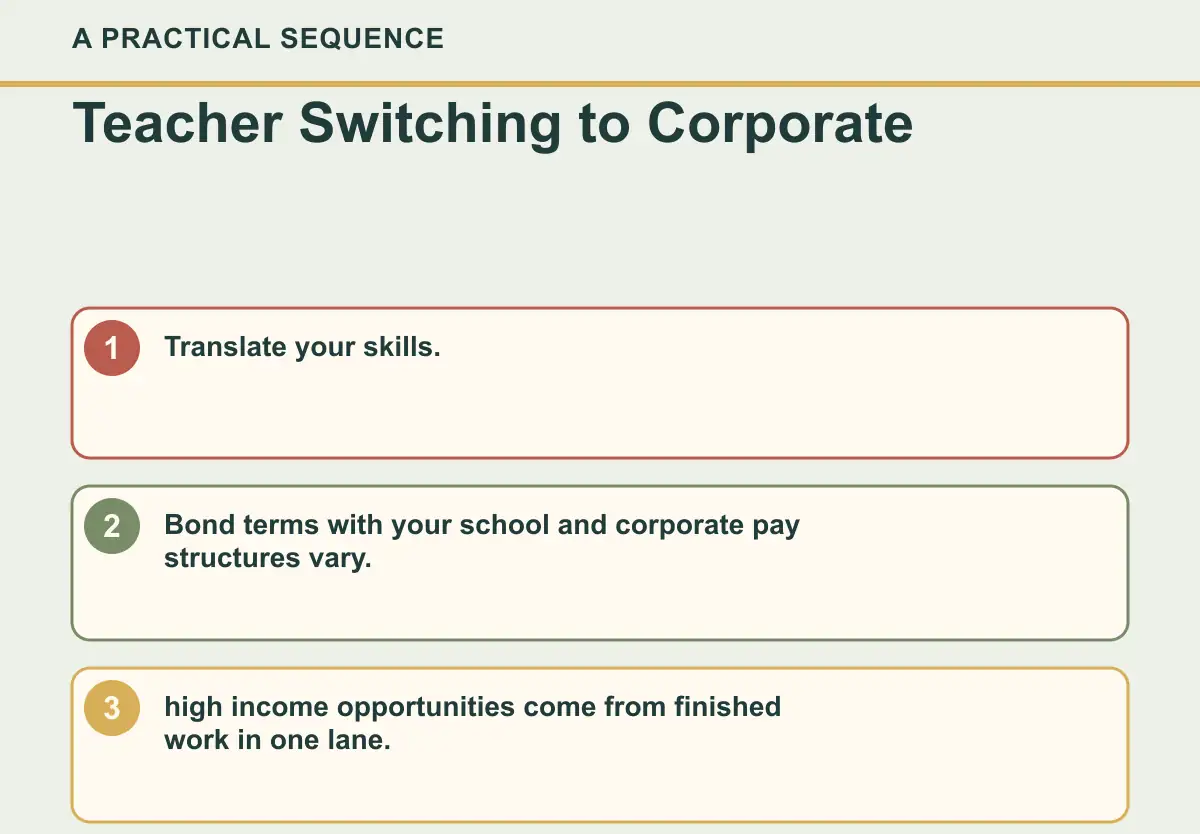 A PRACTICAL SEQUENCE
Teacher Switching to Corporate
1
Translate your skills.
2
Bond terms with your school and corporate pay
structures vary.
3
high income opportunities come from finished
work in one lane.